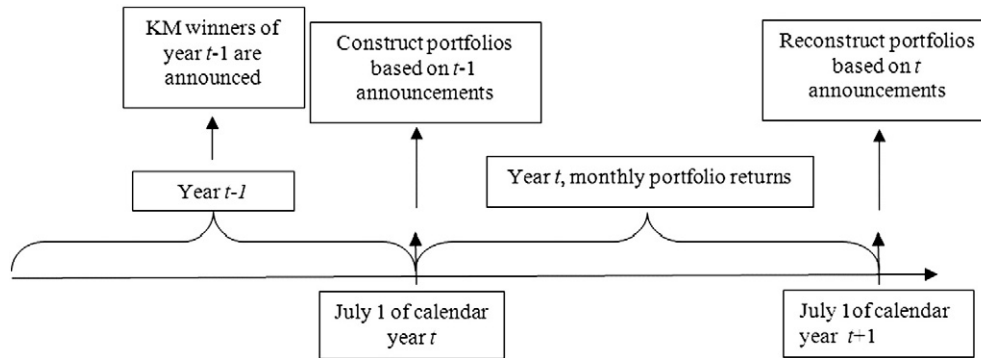 KM winners of
year t-1 are
announced
Construct portfolios
based on t-1
announcements
Reconstruct portfolios
based on t
announcements
Year t-1
Year t, monthly portfolio returns
July 1 of calendar
year t
July 1of calendar
year t+1